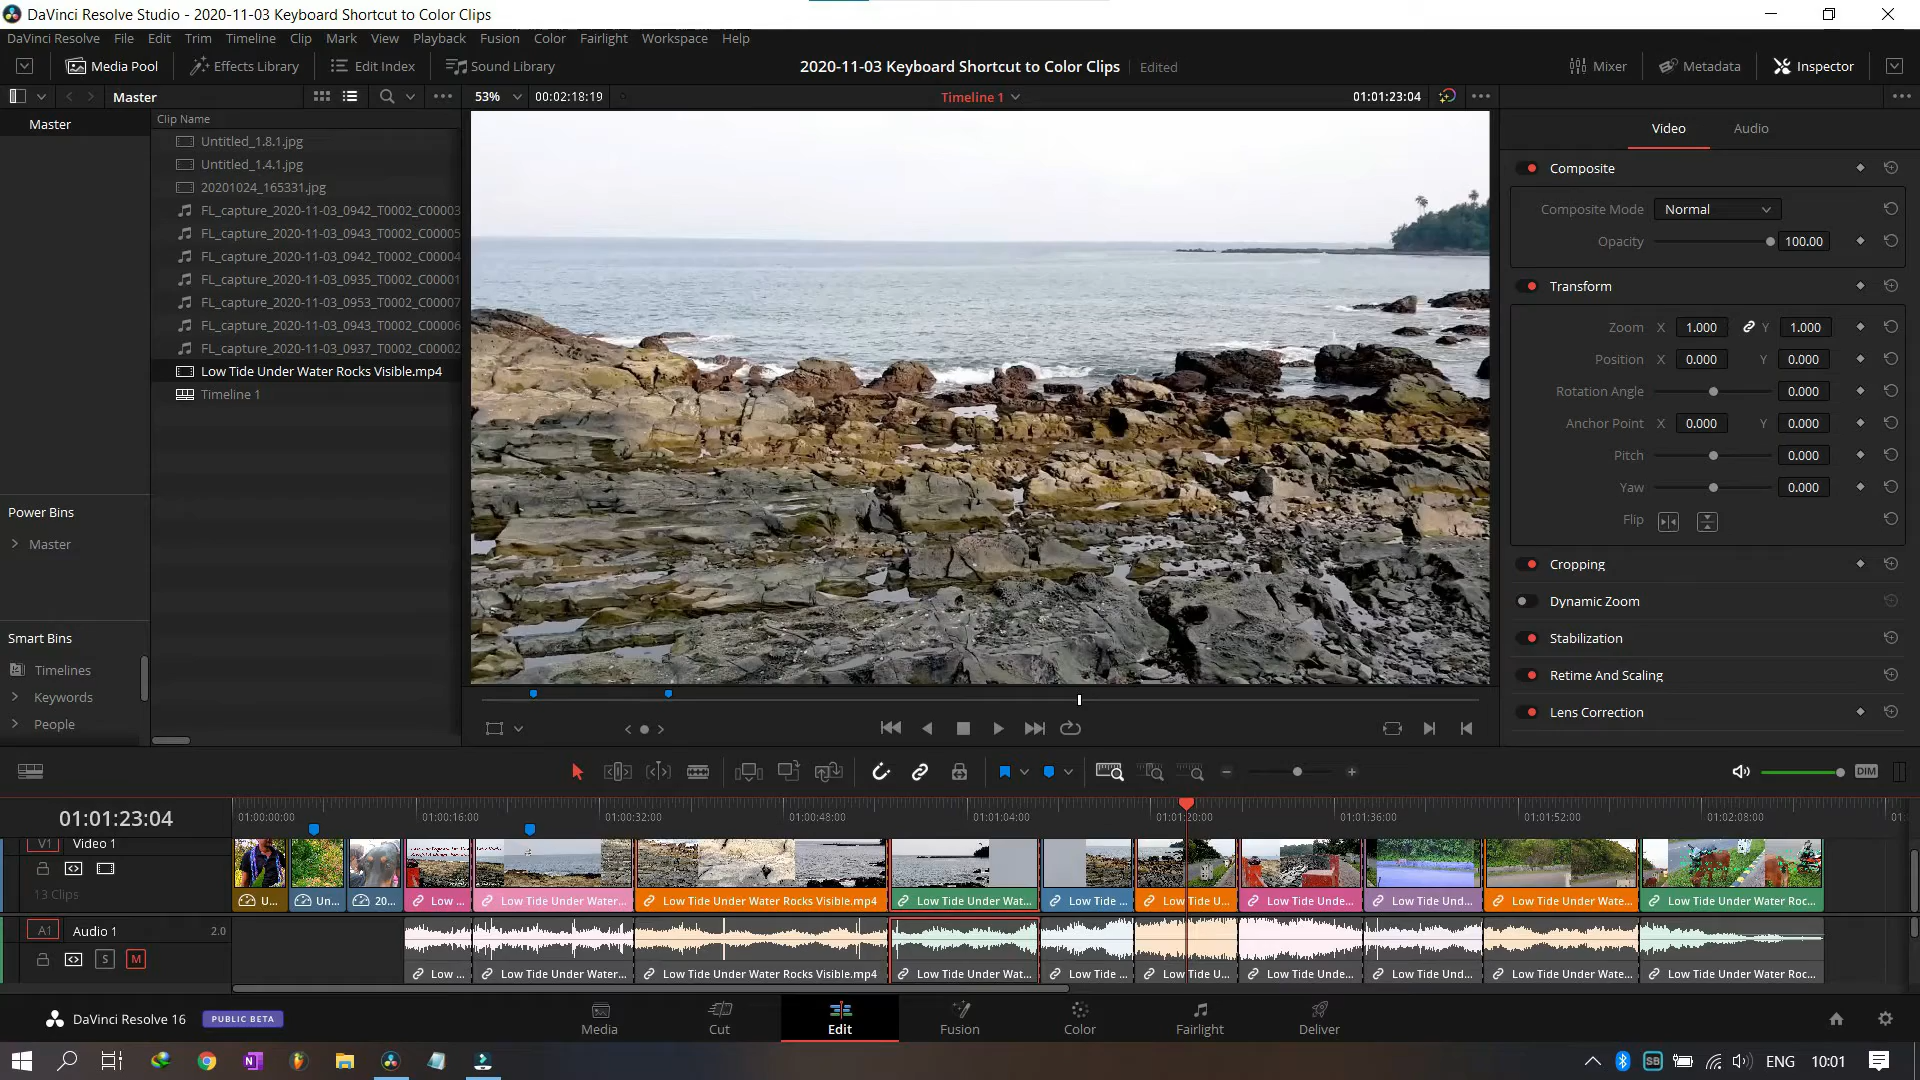 DaVinci Resolve Studio - 2020-11-03 Keyboard Shortcut to Color Clips
DaVinci Resolve File Edit Trim Timeline Clip Mark View Playback Fusion Color Fairlight Workspace Help
Media Pool Effects Library Edit Index Sound Library 2020-11-03 Keyboard Shortcut to Color Clips Edited Mixer Metadata Inspector
Master 53% 00:02:18:19 Timeline 1 01:01:23:04
Master
Clip Name
Untitled_1.8.1.jpg
Untitled_1.4.1.jpg
20201024_165331.jpg
FL_capture_2020-11-03_0942_T0002_C00003
FL_capture_2020-11-03_0943_T0002_C00005
FL_capture_2020-11-03_0942_T0002_C00004
FL_capture_2020-11-03_0935_T0002_C00001
FL_capture_2020-11-03_0953_T0002_C00007
FL_capture_2020-11-03_0943_T0002_C00006
FL_capture_2020-11-03_0937_T0002_C00002
Low Tide Under Water Rocks Visible.mp4
Timeline 1
Power Bins
Master
Smart Bins
Timelines
Keywords
People
Video Audio
Composite
Composite Mode Normal
Opacity 100.00
Transform
Zoom X 1.000 Y 1.000
Position X 0.000 Y 0.000
Rotation Angle 0.000
Anchor Point X 0.000 Y 0.000
Pitch 0.000
Yaw 0.000
Flip
Cropping
Dynamic Zoom
Stabilization
Retime And Scaling
Lens Correction
DIM
01:01:23:04 01:00:00:00 01:00:16:00 01:00:32:00 01:00:48:00 01:01:04:00 01:01:20:00 01:01:36:00 01:01:52:00 01:02:08:00
V1 Video 1
13 Clips
U... Un... 20... Low ... Low Tide Under Water... Low Tide Under Water Rocks Visible.mp4 Low Tide Under Wat... Low Tide ... Low Tide U... Low Tide Unde... Low Tide Und... Low Tide Under Wate... Low Tide Under Water Roc...
A1 Audio 1 2.0
S M
Low ... Low Tide Under Water... Low Tide Under Water Rocks Visible.mp4 Low Tide Under Wat... Low Tide ... Low Tide U... Low Tide Unde... Low Tide Und... Low Tide Under Wate... Low Tide Under Water Roc...
DaVinci Resolve 16 PUBLIC BETA Media Cut Edit Fusion Color Fairlight Deliver
N SB ENG 10:01